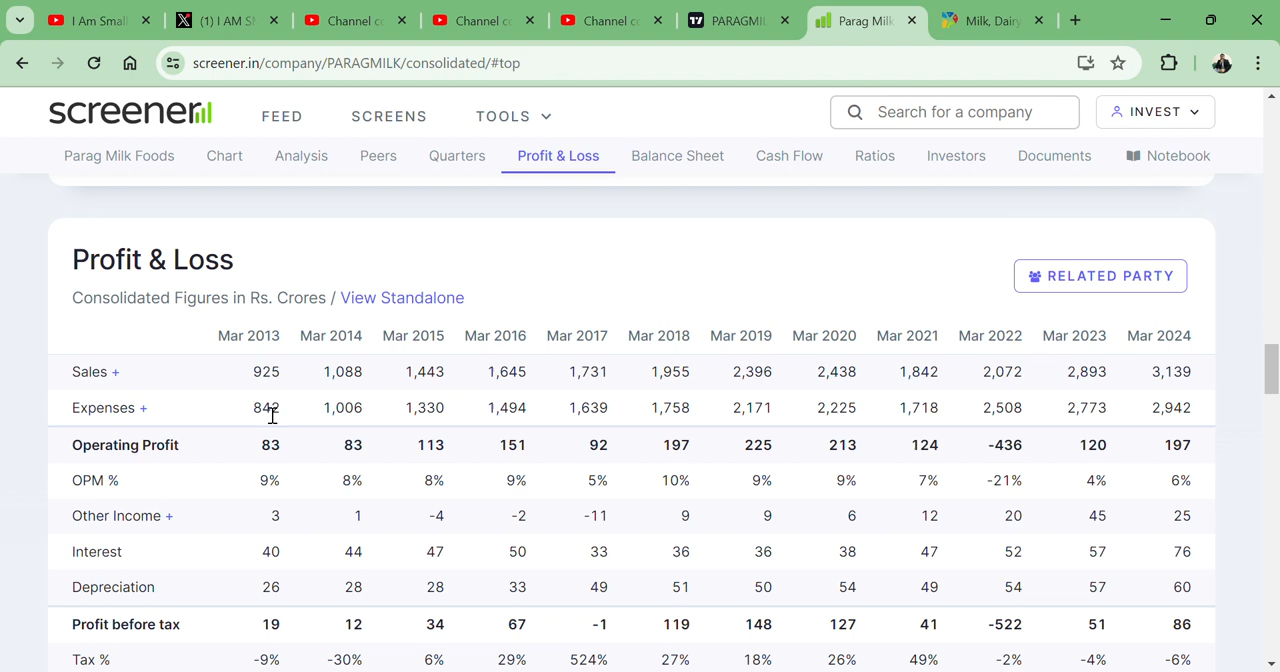 I Am Smal
(1) I AM S
Channel c
Channel c
Channel c
PARAGMIL
Parag Milk
Milk, Dairy
screener.in/company/PARAGMILK/consolidated/#top
screener
FEED
SCREENS
TOOLS
Search for a company
INVEST
Parag Milk Foods
Chart
Analysis
Peers
Quarters
Profit & Loss
Balance Sheet
Cash Flow
Ratios
Investors
Documents
Notebook
Profit & Loss
RELATED PARTY
Consolidated Figures in Rs. Crores / View Standalone
Mar 2013 Mar 2014 Mar 2015 Mar 2016 Mar 2017 Mar 2018 Mar 2019 Mar 2020 Mar 2021 Mar 2022 Mar 2023 Mar 2024
Sales + 925 1,088 1,443 1,645 1,731 1,955 2,396 2,438 1,842 2,072 2,893 3,139
Expenses + 842 1,006 1,330 1,494 1,639 1,758 2,171 2,225 1,718 2,508 2,773 2,942
Operating Profit 83 83 113 151 92 197 225 213 124 -436 120 197
OPM % 9% 8% 8% 9% 5% 10% 9% 9% 7% -21% 4% 6%
Other Income + 3 1 -4 -2 -11 9 9 6 12 20 45 25
Interest 40 44 47 50 33 36 36 38 47 52 57 76
Depreciation 26 28 28 33 49 51 50 54 49 54 57 60
Profit before tax 19 12 34 67 -1 119 148 127 41 -522 51 86
Tax % -9% -30% 6% 29% 524% 27% 18% 26% 49% -2% -4% -6%